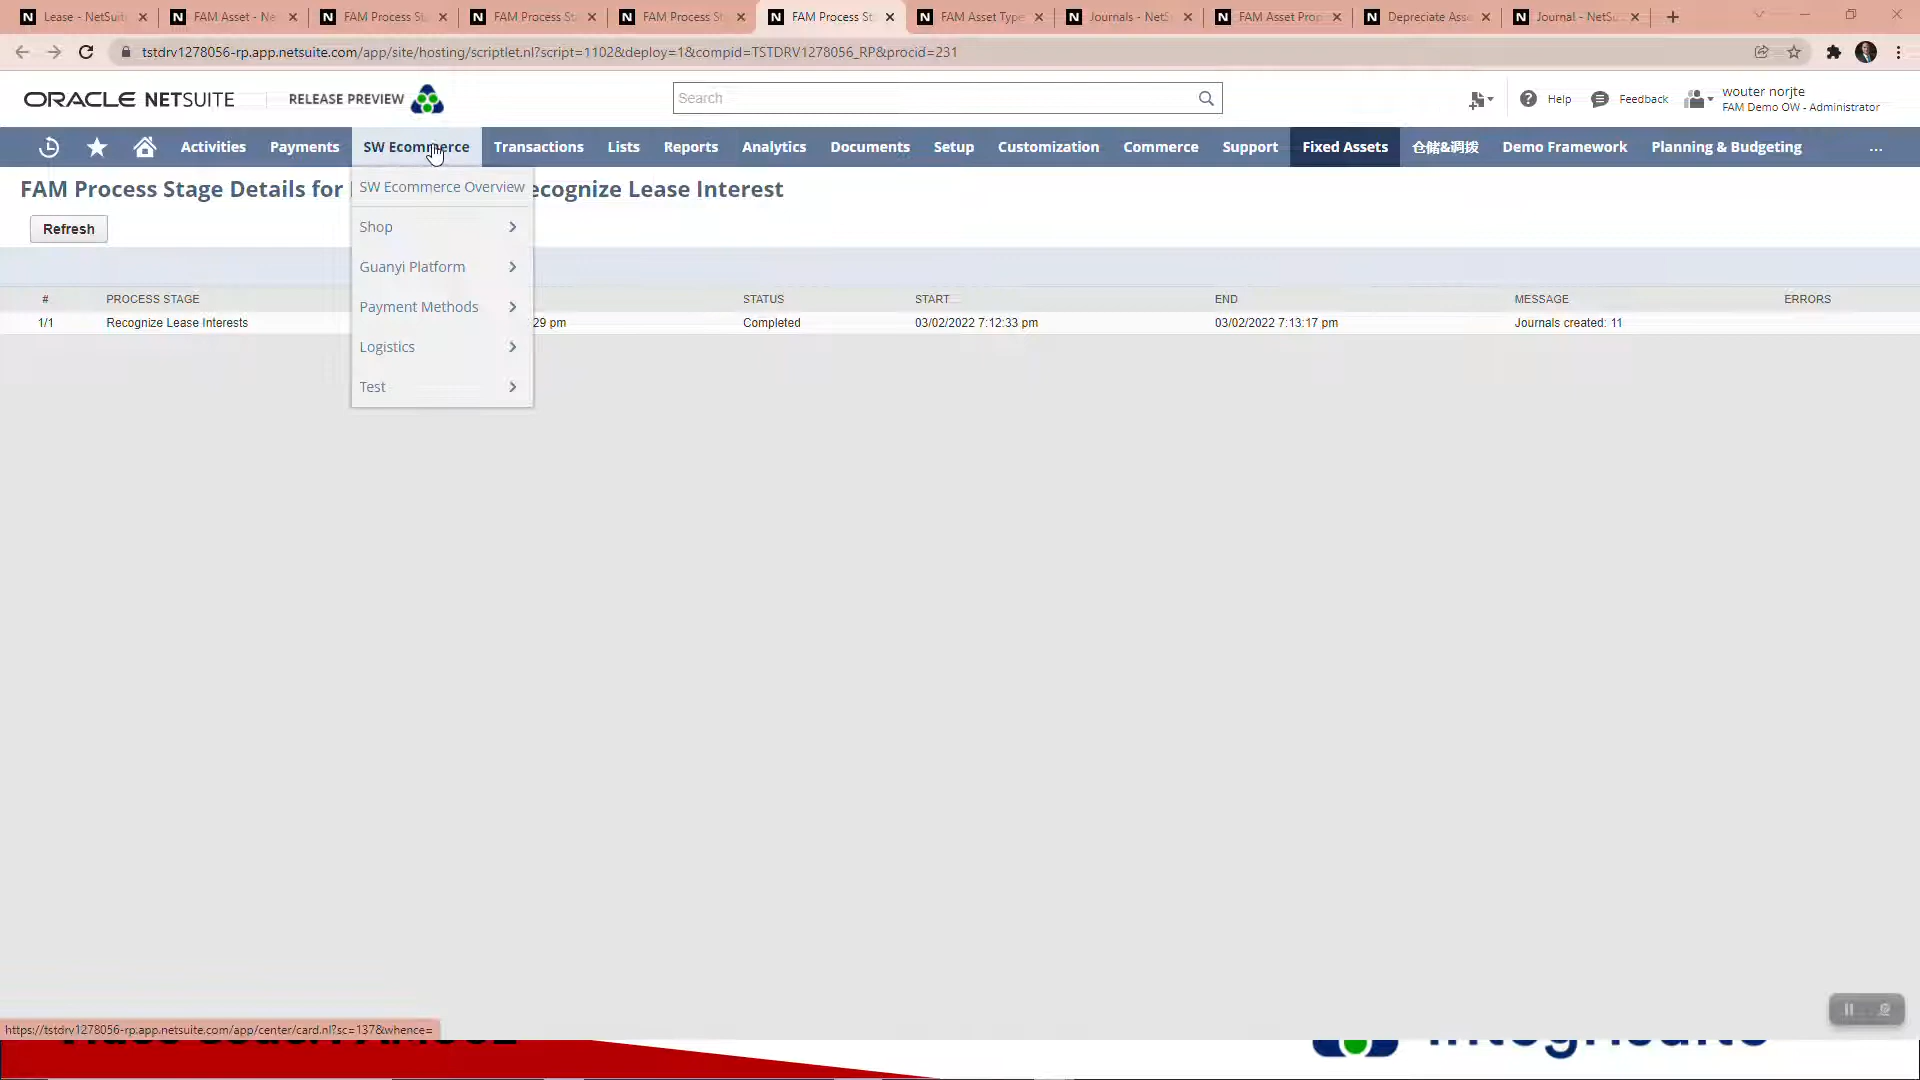 Lease - NetSuit
FAM Asset - Ne
FAM Process St
FAM Process St
FAM Process St
FAM Process St
FAM Asset Type
Journals - NetS
FAM Asset Prop
Depreciate Asse
Journal - NetSu
tstdrv1278056-rp.app.netsuite.com/app/site/hosting/scriptlet.nl?script=1102&deploy=1&compid=TSTDRV1278056_RP&procid=231
ORACLE NETSUITE
RELEASE PREVIEW
Search
Help
Feedback
wouter norjte
FAM Demo OW - Administrator
Activities
Payments
SW Ecommerce
Transactions
Lists
Reports
Analytics
Documents
Setup
Customization
Commerce
Support
Fixed Assets
仓储&调拨
Demo Framework
Planning & Budgeting
...
FAM Process Stage Details for
ecognize Lease Interest
Refresh
SW Ecommerce Overview
Shop
Guanyi Platform
Payment Methods
Logistics
Test
# PROCESS STAGE STATUS START END MESSAGE ERRORS
1/1 Recognize Lease Interests 29 pm Completed 03/02/2022 7:12:33 pm 03/02/2022 7:13:17 pm Journals created: 11
https://tstdrv1278056-rp.app.netsuite.com/app/center/card.nl?sc=137&whence=